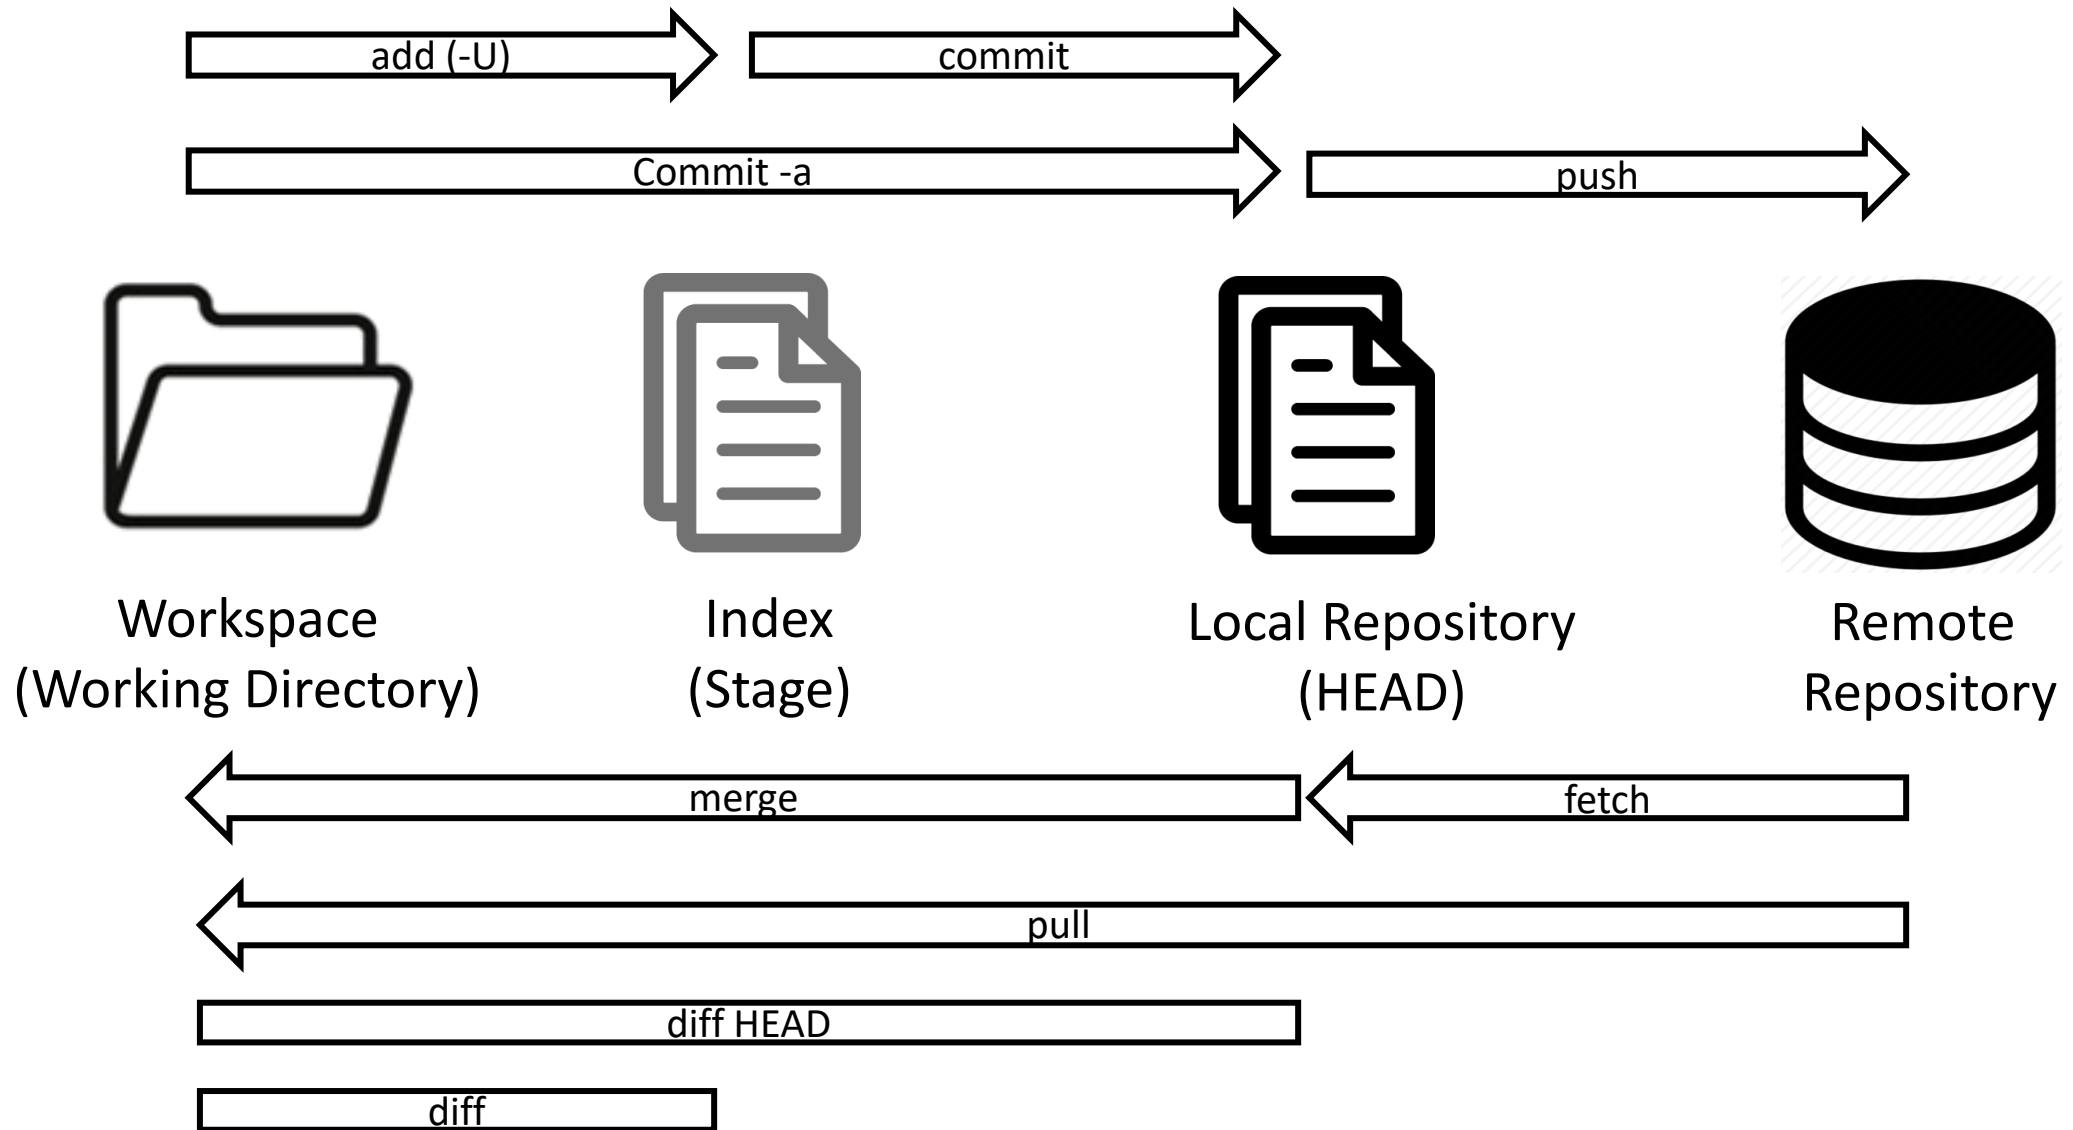 add (-U)
commit
Commit -a
push
Workspace
(Working Directory)
Index
(Stage)
Local Repository
(HEAD)
Remote
Repository
merge
fetch
pull
diff HEAD
diff